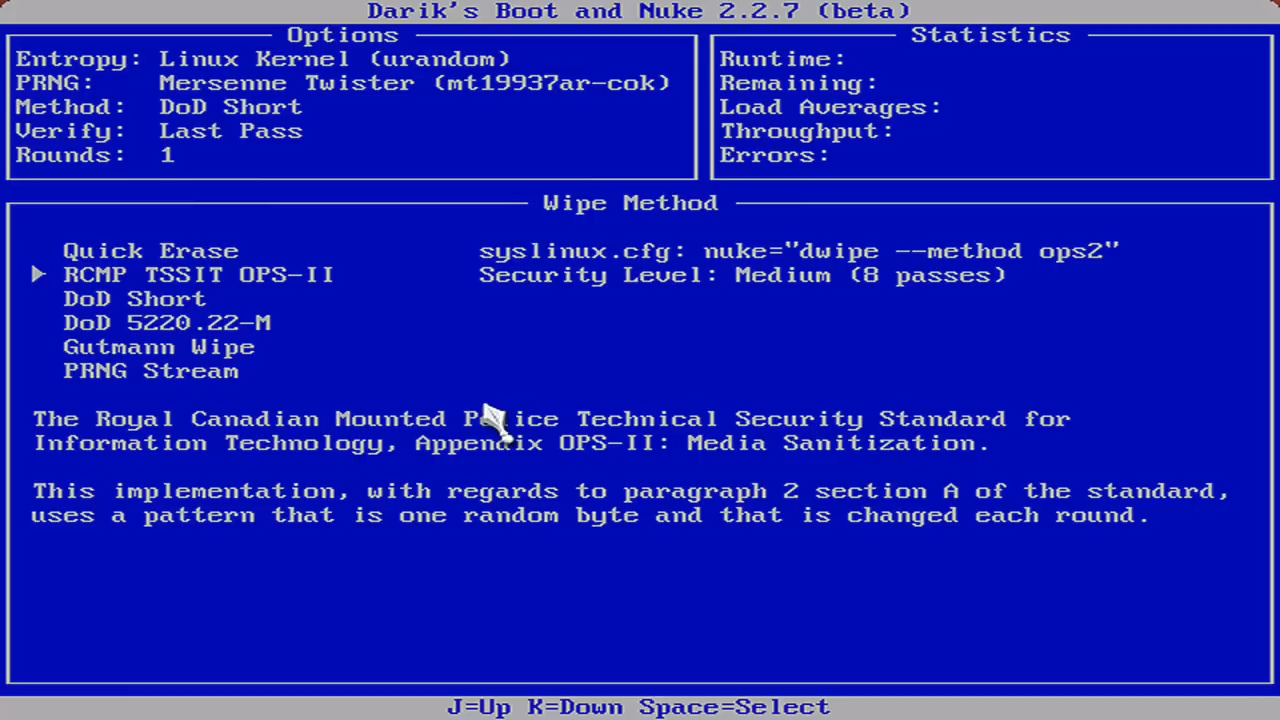 Darik's Boot and Nuke 2.2.7 (beta)
Options
Entropy: Linux Kernel (urandom)
PRNG: Mersenne Twister (mt19937ar-cok)
Method: DoD Short
Verify: Last Pass
Rounds: 1
Statistics
Runtime:
Remaining:
Load Averages:
Throughput:
Errors:
Wipe Method
Quick Erase
RCMP TSSIT OPS-II
DoD Short
DoD 5220.22-M
Gutmann Wipe
PRNG Stream
syslinux.cfg: nuke="dwipe --method ops2"
Security Level: Medium (8 passes)
The Royal Canadian Mounted Police Technical Security Standard for
Information Technology, Appendix OPS-II: Media Sanitization.
This implementation, with regards to paragraph 2 section A of the standard,
uses a pattern that is one random byte and that is changed each round.
J=Up K=Down Space=Select